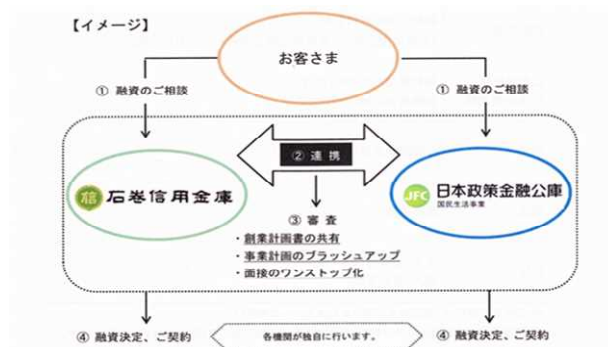 【イメージ】
お客さま
① 融資のご相談
① 融資のご相談
② 連携
信 石巻信用金庫
JFC 日本政策金融公庫
国民生活事業
③ 審査
・創業計画書の共有
・事業計画のブラッシュアップ
・面接のワンストップ化
④ 融資決定、ご契約
各機関が独自に行います。
④ 融資決定、ご契約